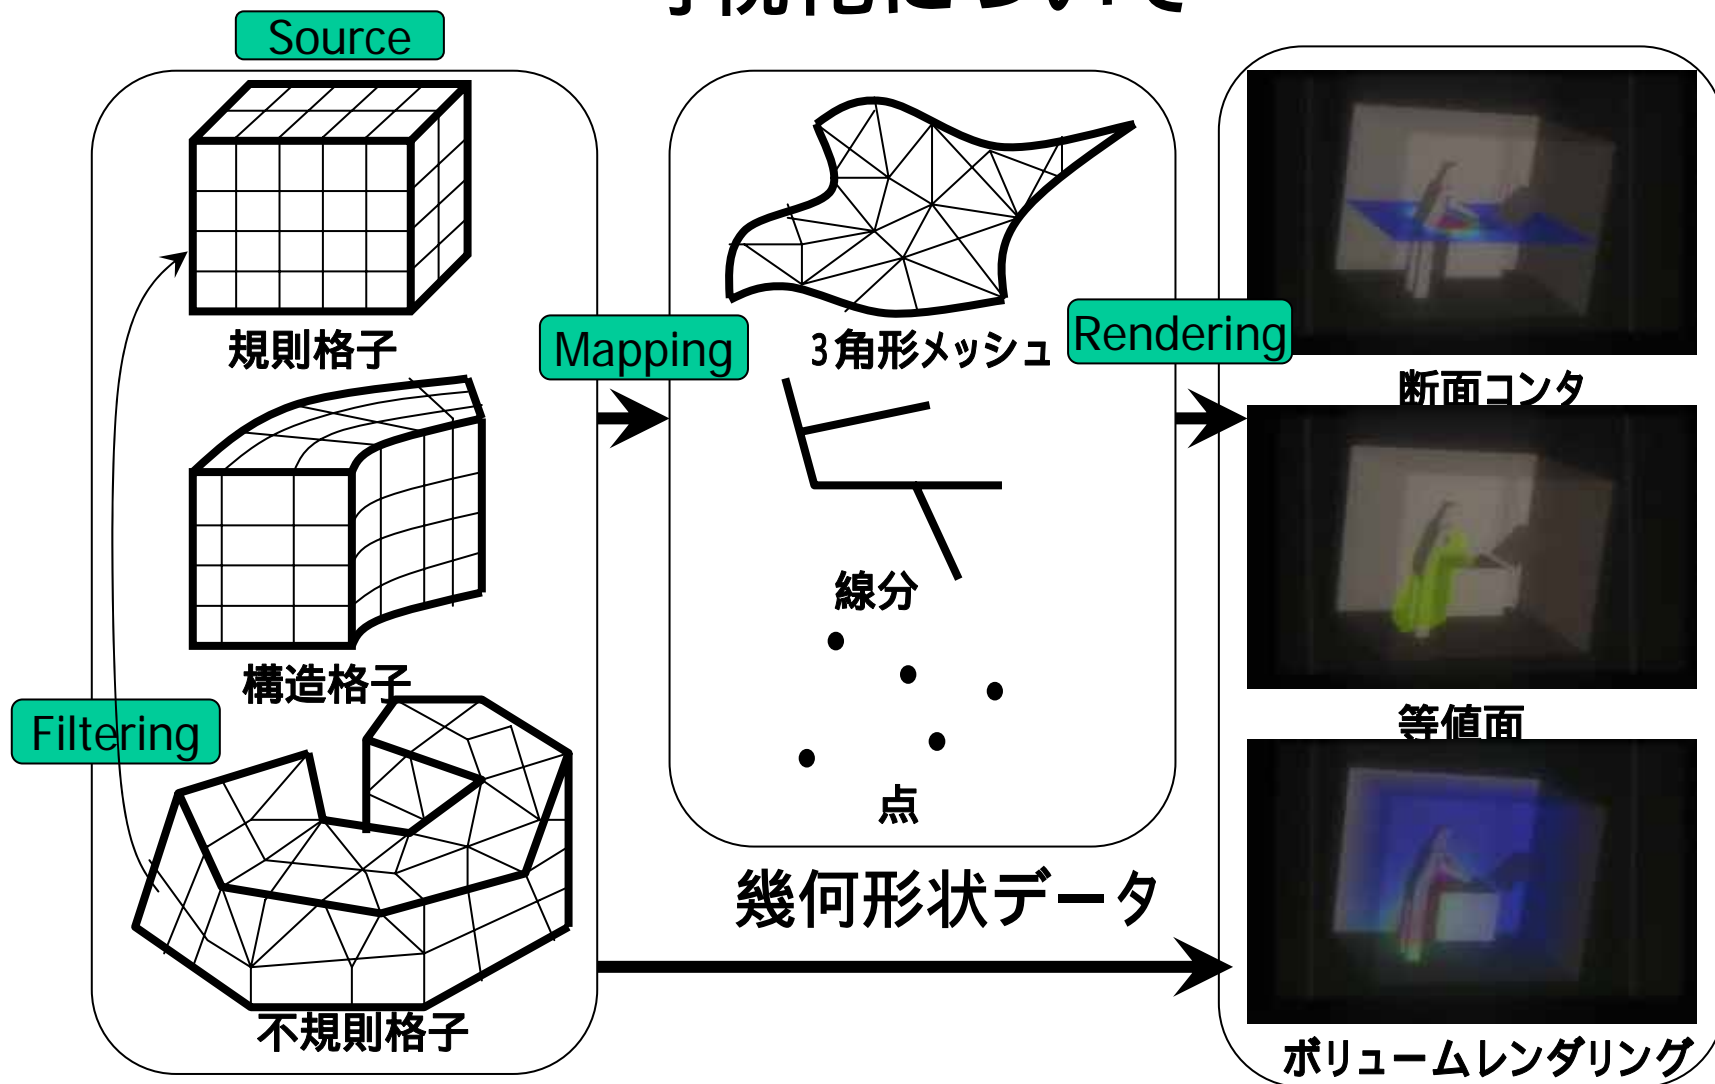 Source
規則格子
構造格子
Filtering
不規則格子
Mapping
3角形メッシュ
線分
点
幾何形状データ
Rendering
断面コンタ
等値面
ボリュームレンダリング